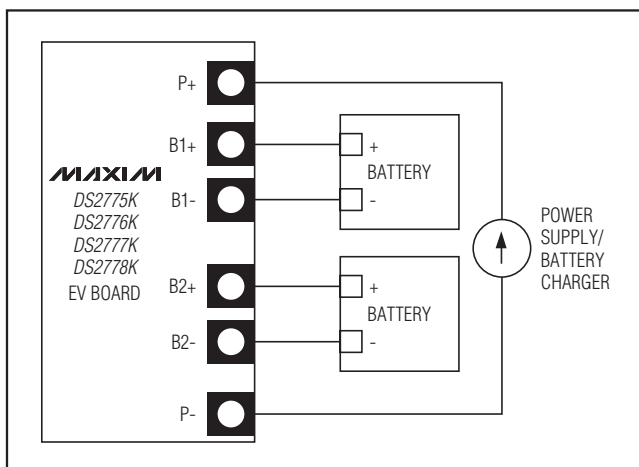 P+
B1+
B1-
B2+
B2-
P-
MAXIM
DS2775K
DS2776K
DS2777K
DS2778K
EV BOARD
+
BATTERY
-
+
BATTERY
-
POWER
SUPPLY/
BATTERY
CHARGER